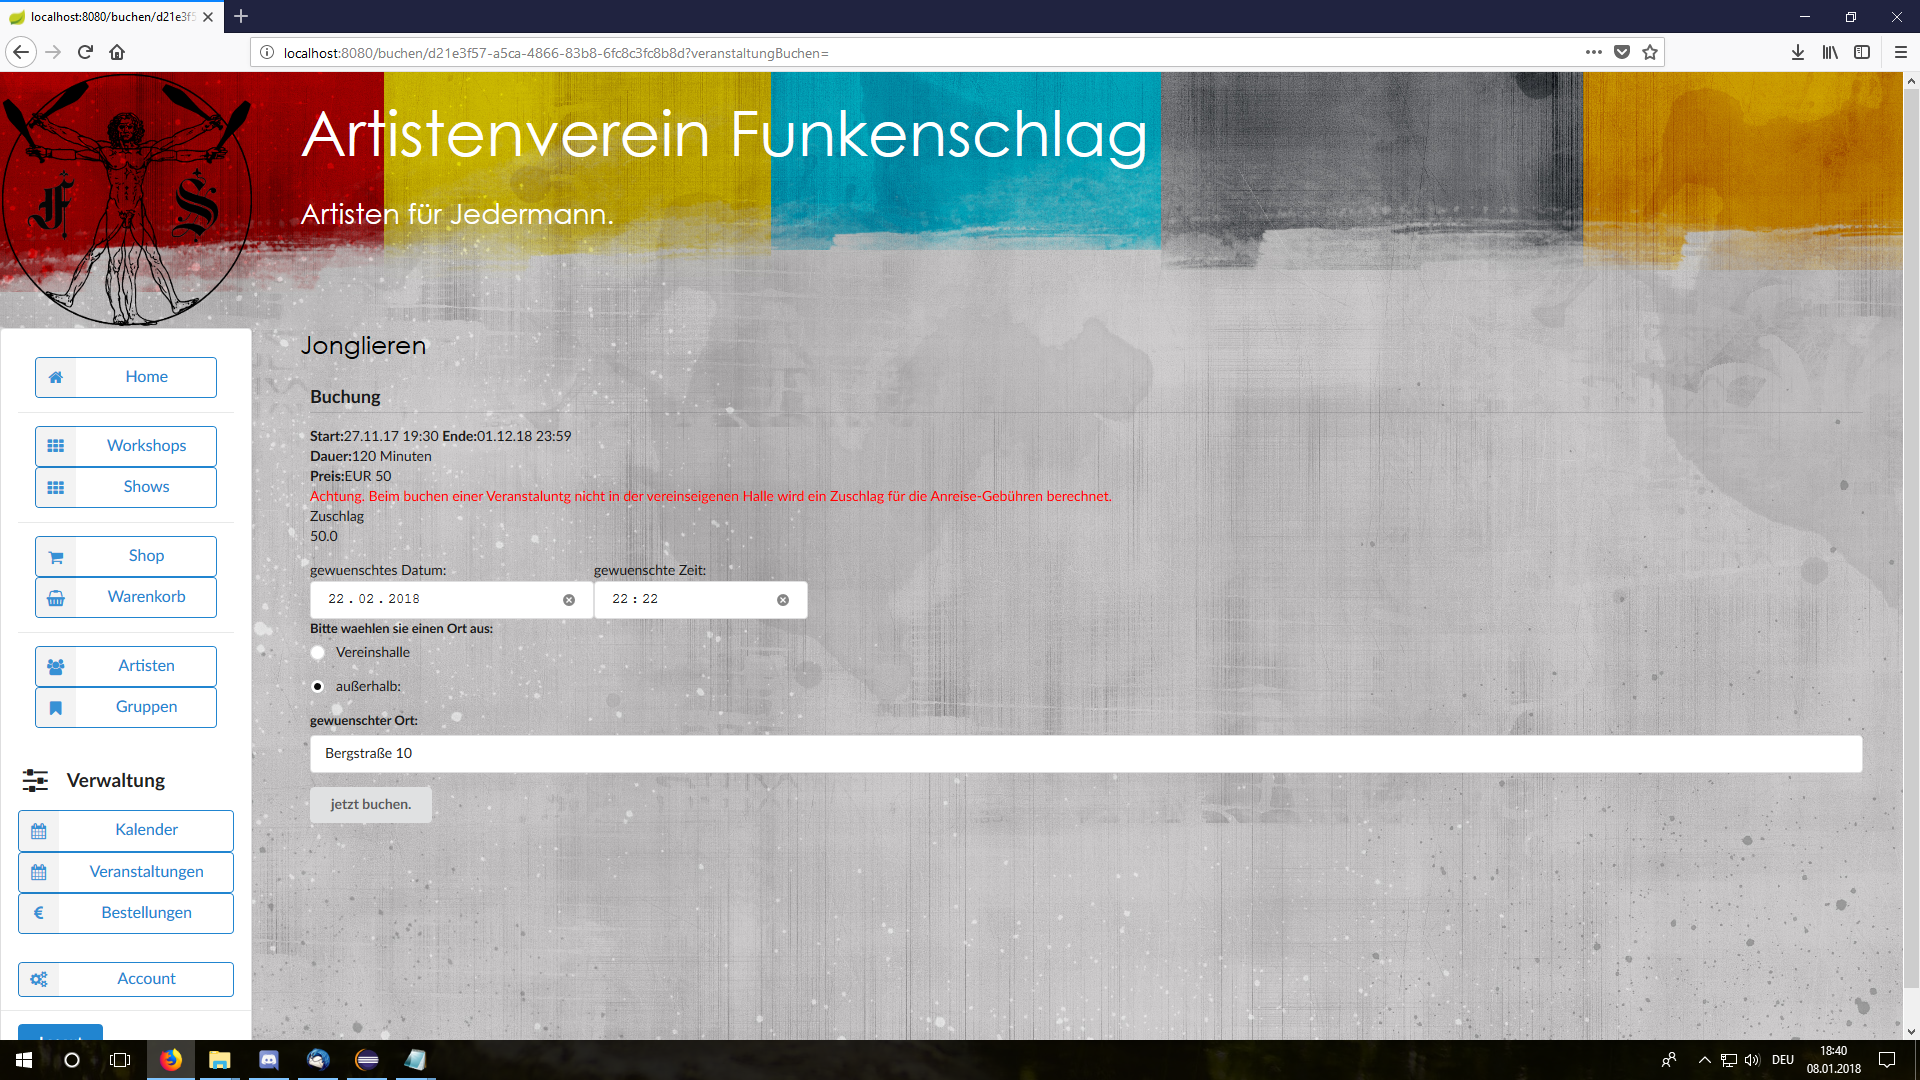 localhost:8080/buchen/d21e3f5
localhost:8080/buchen/d21e3f57-a5ca-4866-83b8-6fc8c3fc8b8d?veranstaltungBuchen=
f S
Artistenverein Funkenschlag
Artisten für Jedermann.
Home
Workshops
Shows
Shop
Warenkorb
Artisten
Gruppen
Verwaltung
Kalender
Veranstaltungen
Bestellungen
Account
Jonglieren
Buchung
Start:27.11.17 19:30 Ende:01.12.18 23:59
Dauer:120 Minuten
Preis:EUR 50
Achtung. Beim buchen einer Veranstaluntg nicht in der vereinseigenen Halle wird ein Zuschlag für die Anreise-Gebühren berechnet.
Zuschlag
50.0
gewuenschtes Datum: gewuenschte Zeit:
22 . 02 . 2018 22 : 22
Bitte waehlen sie einen Ort aus:
Vereinshalle
außerhalb:
gewuenschter Ort:
Bergstraße 10
jetzt buchen.
DEU
18:40
08.01.2018